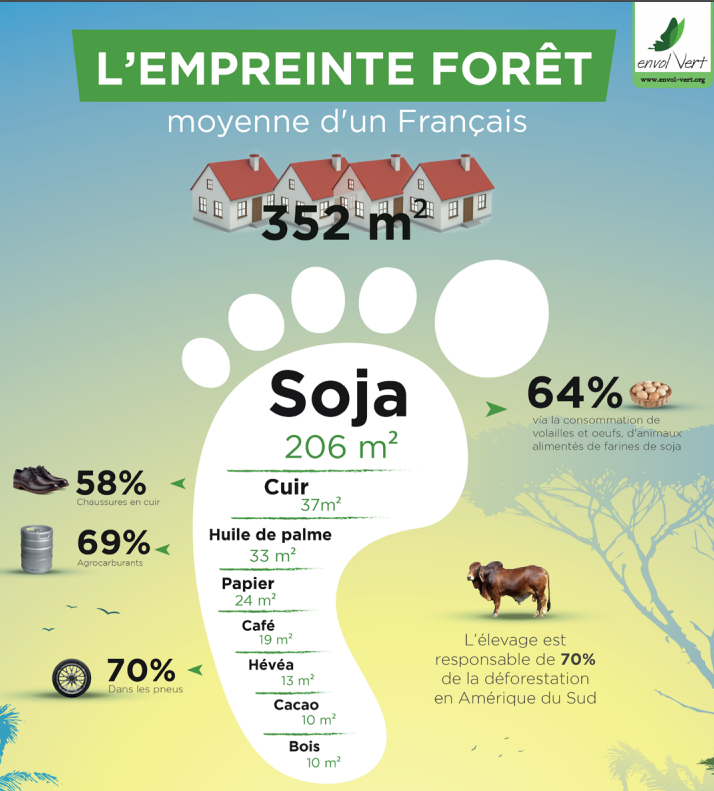 L'EMPREINTE FORÊT
envol Vert
www.envol-vert.org
moyenne d'un Français
352 m²
Soja
206 m²
64%
via la consommation de
volailles et oeufs, d'animaux
alimentés de farines de soja
58%
Chaussures en cuir
Cuir
37m²
69%
Agrocarburants
Huile de palme
33 m²
Papier
24 m²
Café
19 m²
L'élevage est
responsable de 70%
de la déforestation
en Amérique du Sud
70%
Dans les pneus
Hévéa
13 m²
Cacao
10 m²
Bois
10 m²